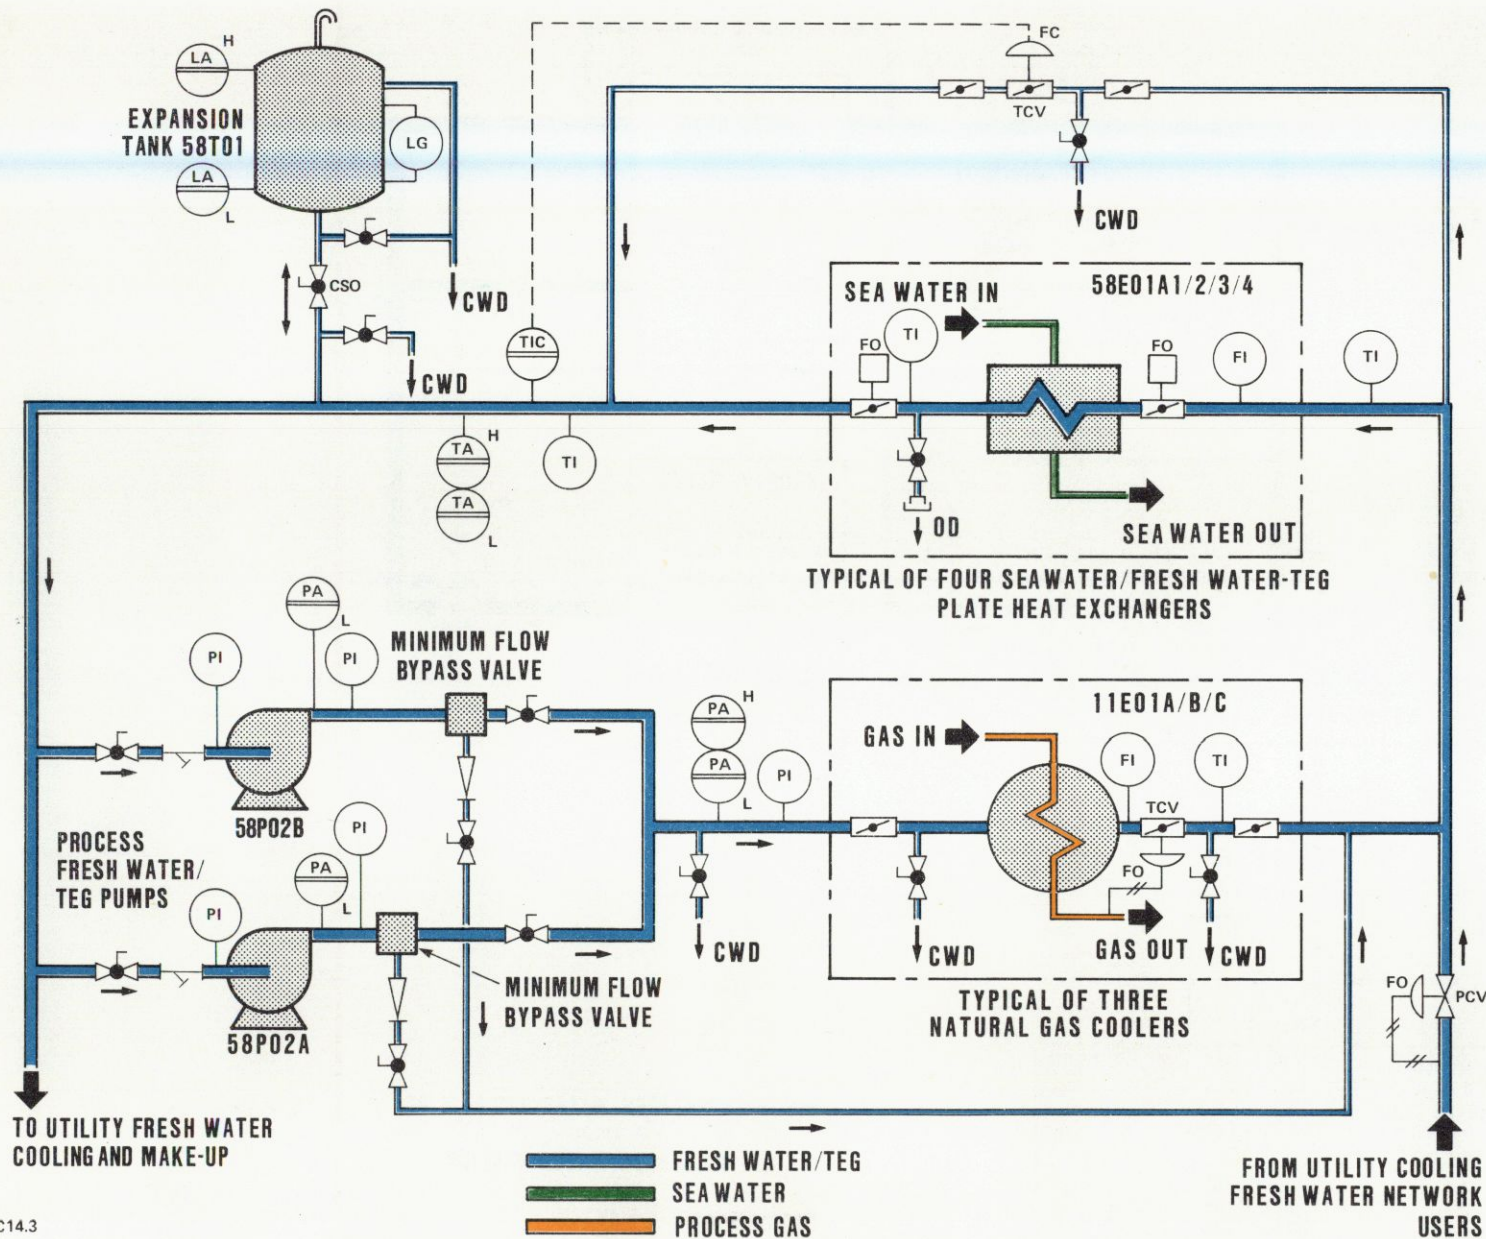 H
LA
EXPANSION
TANK 58T01
LG
LA
L
CSO
CWD
CWD
TIC
FC
TCV
CWD
58E01A1/2/3/4
SEA WATER IN
FO
TI
FO
FI
TI
OD
SEA WATER OUT
TYPICAL OF FOUR SEAWATER/FRESH WATER-TEG
PLATE HEAT EXCHANGERS
TA
H
TA
L
TI
PA
L
PI
PI
MINIMUM FLOW
BYPASS VALVE
58P02B
PROCESS
FRESH WATER/
TEG PUMPS
PI
PA
L
PI
58P02A
MINIMUM FLOW
BYPASS VALVE
PA
H
PA
L
PI
CWD
11E01A/B/C
GAS IN
FI
TI
TCV
FO
GAS OUT
CWD
CWD
TYPICAL OF THREE
NATURAL GAS COOLERS
FO
PCV
TO UTILITY FRESH WATER
COOLING AND MAKE-UP
FRESH WATER/TEG
SEA WATER
PROCESS GAS
FROM UTILITY COOLING
FRESH WATER NETWORK
USERS
C14.3